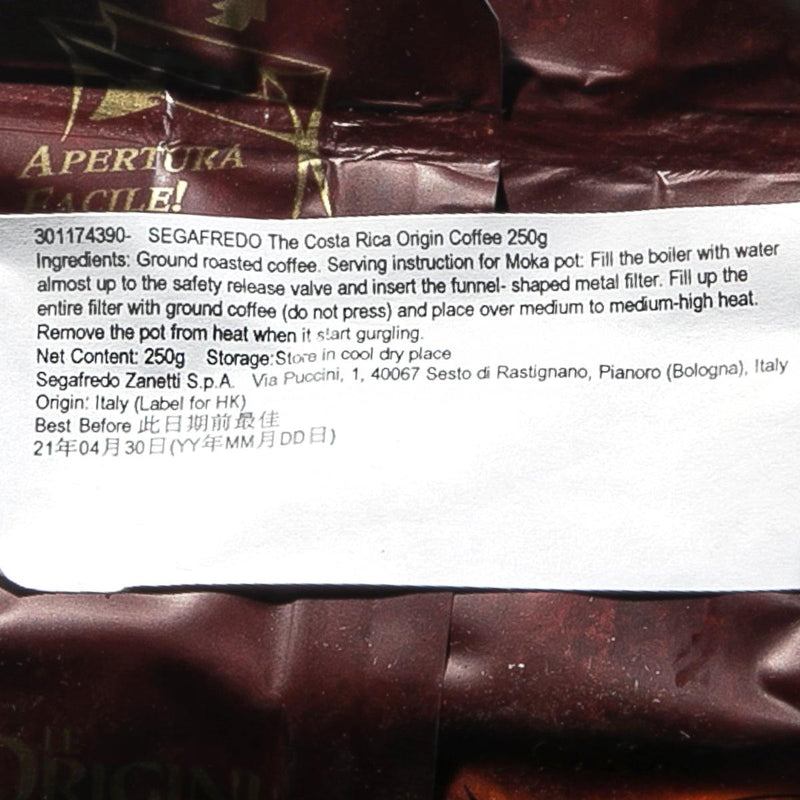 APERTURA
FACILE!
301174390- SEGAFREDO The Costa Rica Origin Coffee 250g
Ingredients: Ground roasted coffee. Serving instruction for Moka pot: Fill the boiler with water
almost up to the safety release valve and insert the funnel- shaped metal filter. Fill up the
entire filter with ground coffee (do not press) and place over medium to medium-high heat.
Remove the pot from heat when it start gurgling.
Net Content: 250g Storage:Store in cool dry place
Segafredo Zanetti S.p.A. Via Puccini, 1, 40067 Sesto di Rastignano, Pianoro (Bologna), Italy
Origin: Italy (Label for HK)
Best Before 此日期前最佳
21年04月30日(YY年MM月DD日)
LE
ORIGINI